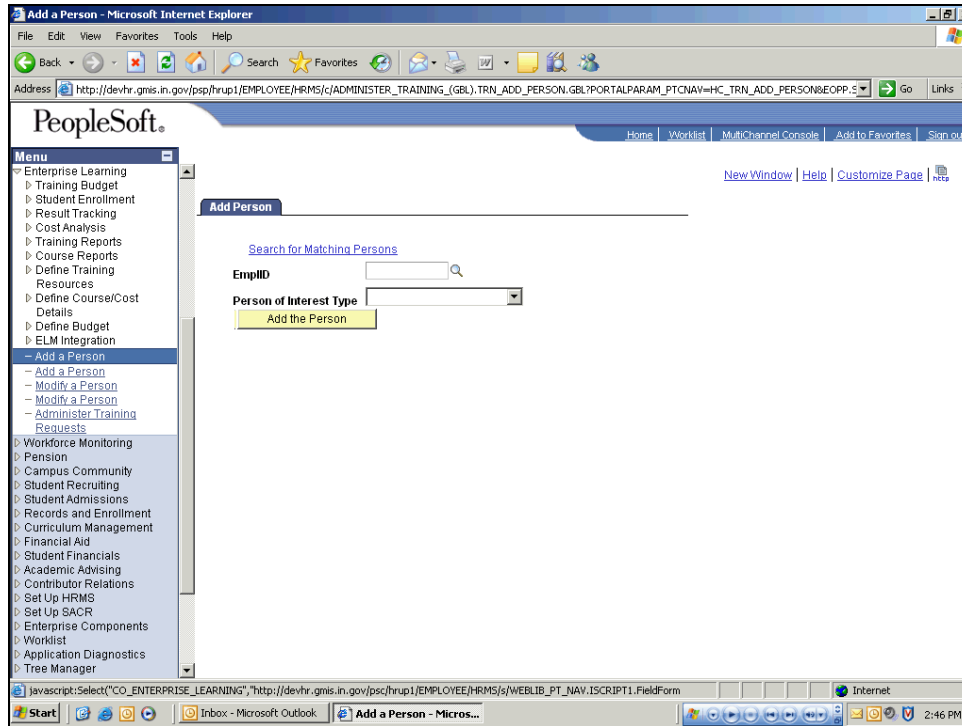 Add a Person - Microsoft Internet Explorer
File Edit View Favorites Tools Help
Back Search Favorites
Address http://devhr.gmis.in.gov/psp/hrup1/EMPLOYEE/HRMS/c/ADMINISTER_TRAINING_(GBL).TRN_ADD_PERSON.GBL?PORTALPARAM_PTCNAV=HC_TRN_ADD_PERSON&EOPP.S Go Links
PeopleSoft®
Home Worklist MultiChannel Console Add to Favorites Sign ou
Menu
New Window | Help | Customize Page | http
Enterprise Learning
Training Budget
Student Enrollment
Result Tracking
Cost Analysis
Training Reports
Course Reports
Define Training
Resources
Define Course/Cost
Details
Define Budget
ELM Integration
– Add a Person
– Add a Person
– Modify a Person
– Modify a Person
– Administer Training
Requests
Workforce Monitoring
Pension
Campus Community
Student Recruiting
Student Admissions
Records and Enrollment
Curriculum Management
Financial Aid
Student Financials
Academic Advising
Contributor Relations
Set Up HRMS
Set Up SACR
Enterprise Components
Worklist
Application Diagnostics
Tree Manager
Add Person
Search for Matching Persons
EmplID
Person of Interest Type
Add the Person
javascript:Select("CO_ENTERPRISE_LEARNING","http://devhr.gmis.in.gov/psc/hrup1/EMPLOYEE/HRMS/s/WEBLIB_PT_NAV.ISCRIPT1.FieldForm Internet
Start Inbox - Microsoft Outlook Add a Person - Micros... 2:46 PM